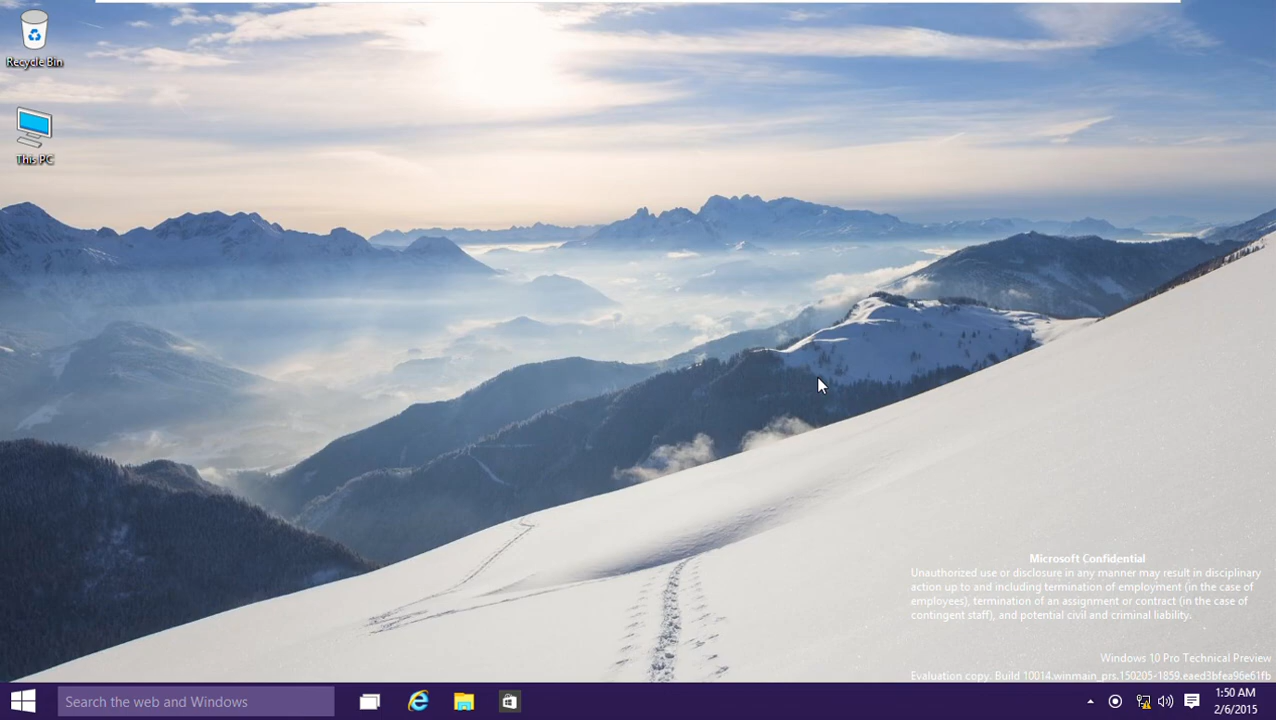 Recycle Bin
This PC
Microsoft Confidential
Unauthorized use or disclosure in any manner may result in disciplinary
action up to and including termination of employment (in the case of
employees), termination of an assignment or contract (in the case of
contingent staff), and potential civil and criminal liability.
Windows 10 Pro Technical Preview
Evaluation copy. Build 10014.winmain_prs.150205-1859.eaed3bfea96e61fb
Search the web and Windows
1:50 AM
2/6/2015